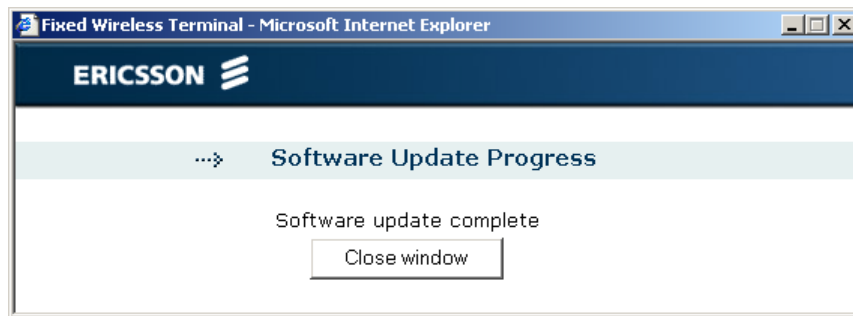 Fixed Wireless Terminal - Microsoft Internet Explorer
ERICSSON
Software Update Progress
Software update complete
Close window